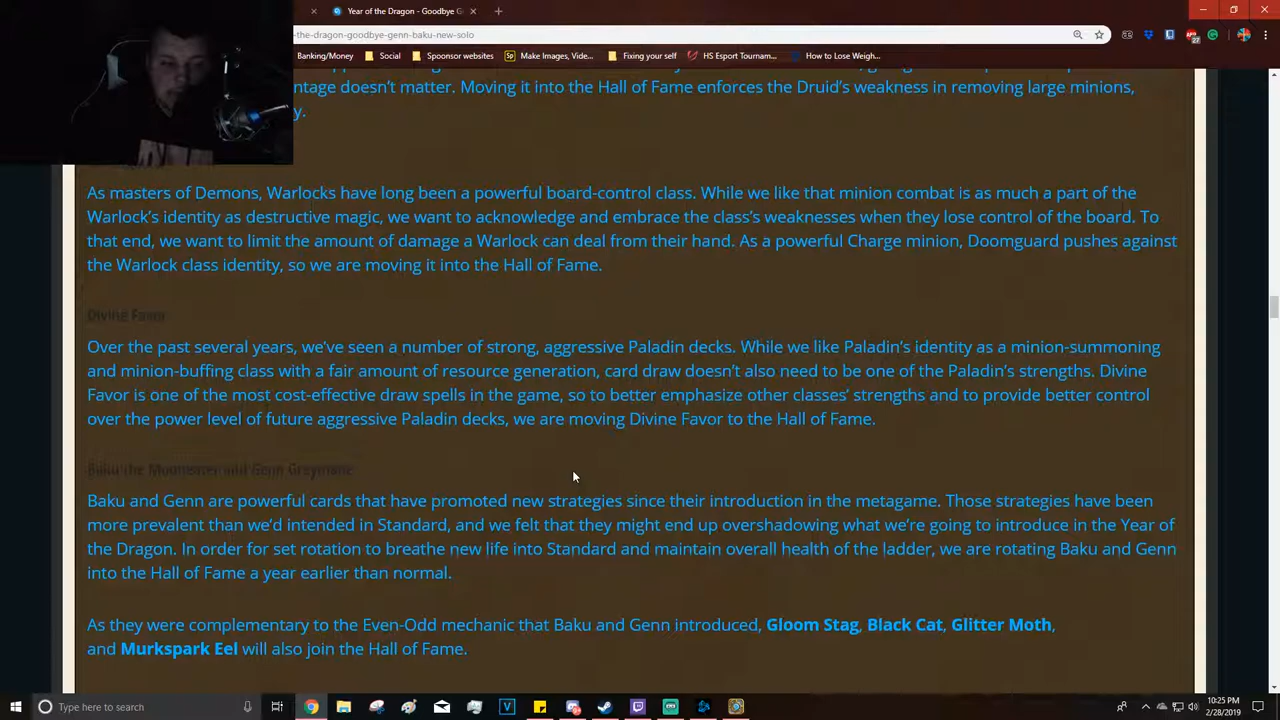 Year of the Dragon - Goodbye G
-the-dragon-goodbye-genn-baku-new-solo
Banking/Money Social Spoonsor websites Make Images, Vide... Fixing your self HS Esport Tournam... How to Lose Weigh...
ntage doesn't matter. Moving it into the Hall of Fame enforces the Druid's weakness in removing large minions,
y.
As masters of Demons, Warlocks have long been a powerful board-control class. While we like that minion combat is as much a part of the
Warlock's identity as destructive magic, we want to acknowledge and embrace the class's weaknesses when they lose control of the board. To
that end, we want to limit the amount of damage a Warlock can deal from their hand. As a powerful Charge minion, Doomguard pushes against
the Warlock class identity, so we are moving it into the Hall of Fame.
Divine Favor
Over the past several years, we've seen a number of strong, aggressive Paladin decks. While we like Paladin's identity as a minion-summoning
and minion-buffing class with a fair amount of resource generation, card draw doesn't also need to be one of the Paladin's strengths. Divine
Favor is one of the most cost-effective draw spells in the game, so to better emphasize other classes' strengths and to provide better control
over the power level of future aggressive Paladin decks, we are moving Divine Favor to the Hall of Fame.
Baku the Mooneater and Genn Greymane
Baku and Genn are powerful cards that have promoted new strategies since their introduction in the metagame. Those strategies have been
more prevalent than we'd intended in Standard, and we felt that they might end up overshadowing what we're going to introduce in the Year of
the Dragon. In order for set rotation to breathe new life into Standard and maintain overall health of the ladder, we are rotating Baku and Genn
into the Hall of Fame a year earlier than normal.
As they were complementary to the Even-Odd mechanic that Baku and Genn introduced, Gloom Stag, Black Cat, Glitter Moth,
and Murkspark Eel will also join the Hall of Fame.
Type here to search
10:25 PM
2/28/2019